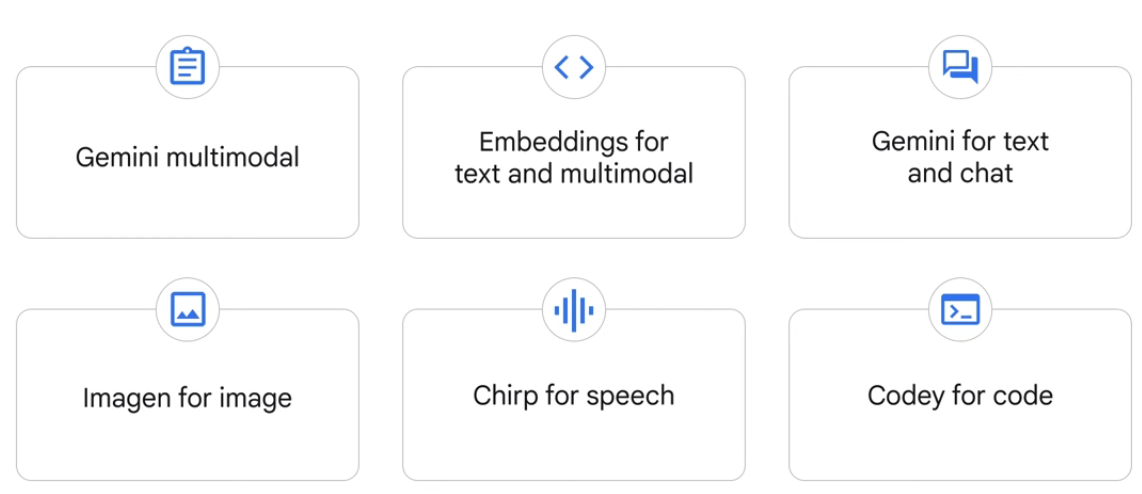 Gemini multimodal
Embeddings for
text and multimodal
Gemini for text
and chat
Imagen for image
Chirp for speech
Codey for code